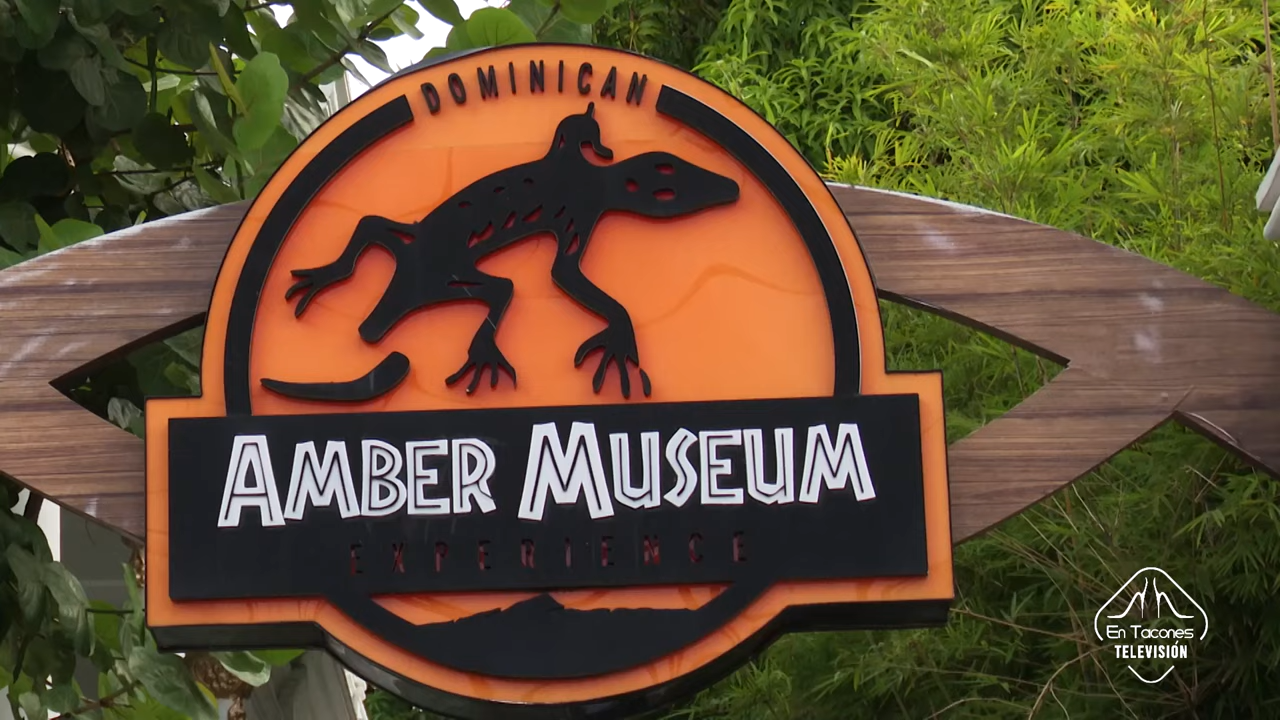 DOMINICAN
AMBER MUSEUM
EXPERIENCE
En Tacones
TELEVISIÓN